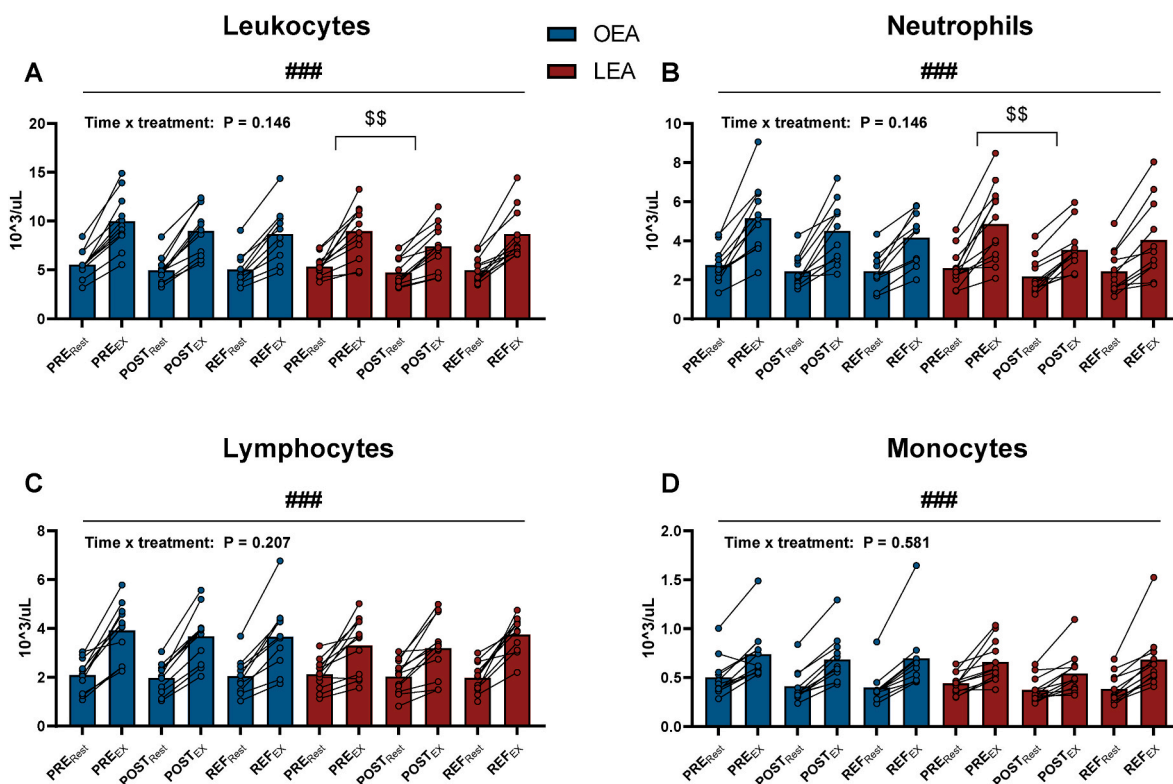 Leukocytes
OEA
LEA
Neutrophils
A
###
Time x treatment: P = 0.146
$$
10^3/uL
20
15
10
5
0
PRERest
PREEX
POSTRest
POSTEX
REFRest
REFEX
PRERest
PREEX
POSTRest
POSTEX
REFRest
REFEX
B
###
Time x treatment: P = 0.146
$$
10^3/uL
10
8
6
4
2
0
PRERest
PREEX
POSTRest
POSTEX
REFRest
REFEX
PRERest
PREEX
POSTRest
POSTEX
REFRest
REFEX
Lymphocytes
C
###
Time x treatment: P = 0.207
10^3/uL
8
6
4
2
0
PRERest
PREEX
POSTRest
POSTEX
REFRest
REFEX
PRERest
PREEX
POSTRest
POSTEX
REFRest
REFEX
Monocytes
D
###
Time x treatment: P = 0.581
10^3/uL
2.0
1.5
1.0
0.5
0.0
PRERest
PREEX
POSTRest
POSTEX
REFRest
REFEX
PRERest
PREEX
POSTRest
POSTEX
REFRest
REFEX